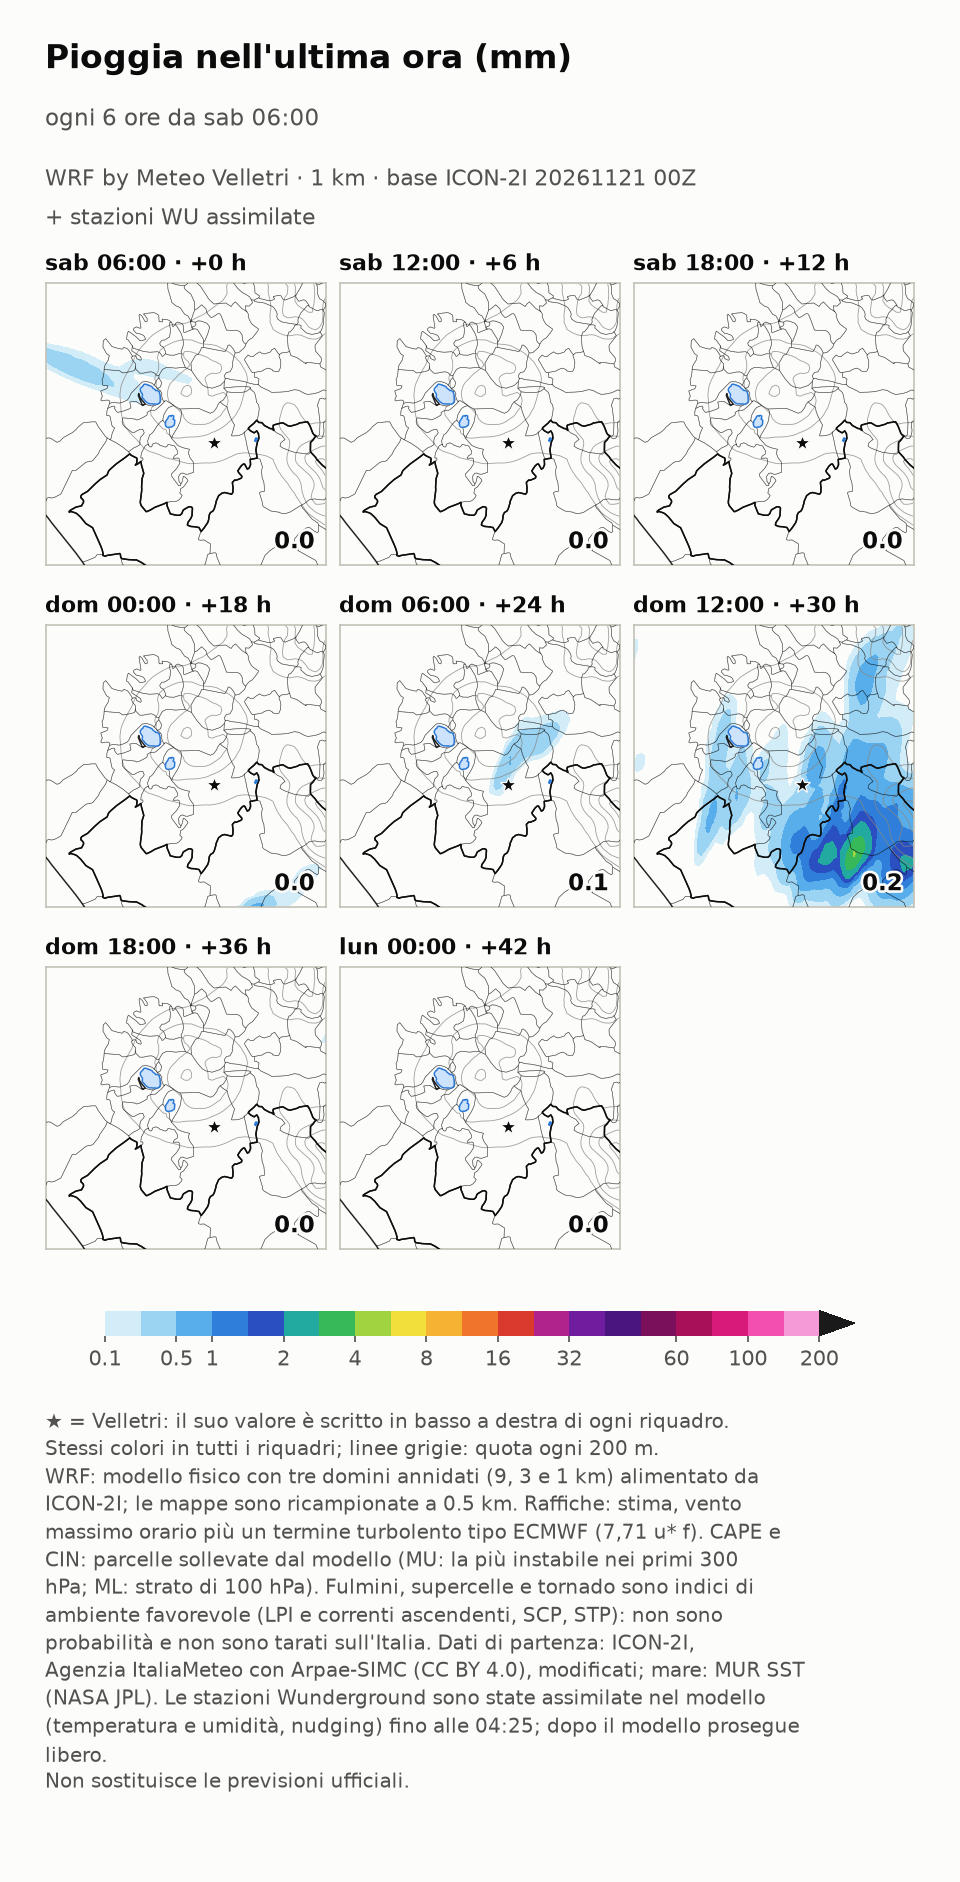 Pioggia nell'ultima ora (mm)
ogni 6 ore da sab 06:00
WRF by Meteo Velletri · 1 km · base ICON-2I 20261121 00Z
+ stazioni WU assimilate
sab 06:00 · +0 h
sab 12:00 · +6 h
sab 18:00 · +12 h
0.0
0.0
0.0
dom 00:00 · +18 h
dom 06:00 · +24 h
dom 12:00 · +30 h
0.0
0.1
0.2
dom 18:00 · +36 h
lun 00:00 · +42 h
0.0
0.0
0.1 0.5 1 2 4 8 16 32 60 100 200
★ = Velletri: il suo valore è scritto in basso a destra di ogni riquadro.
Stessi colori in tutti i riquadri; linee grigie: quota ogni 200 m.
WRF: modello fisico con tre domini annidati (9, 3 e 1 km) alimentato da
ICON-2I; le mappe sono ricampionate a 0.5 km. Raffiche: stima, vento
massimo orario più un termine turbolento tipo ECMWF (7,71 u* f). CAPE e
CIN: parcelle sollevate dal modello (MU: la più instabile nei primi 300
hPa; ML: strato di 100 hPa). Fulmini, supercelle e tornado sono indici di
ambiente favorevole (LPI e correnti ascendenti, SCP, STP): non sono
probabilità e non sono tarati sull'Italia. Dati di partenza: ICON-2I,
Agenzia ItaliaMeteo con Arpae-SIMC (CC BY 4.0), modificati; mare: MUR SST
(NASA JPL). Le stazioni Wunderground sono state assimilate nel modello
(temperatura e umidità, nudging) fino alle 04:25; dopo il modello prosegue
libero.
Non sostituisce le previsioni ufficiali.